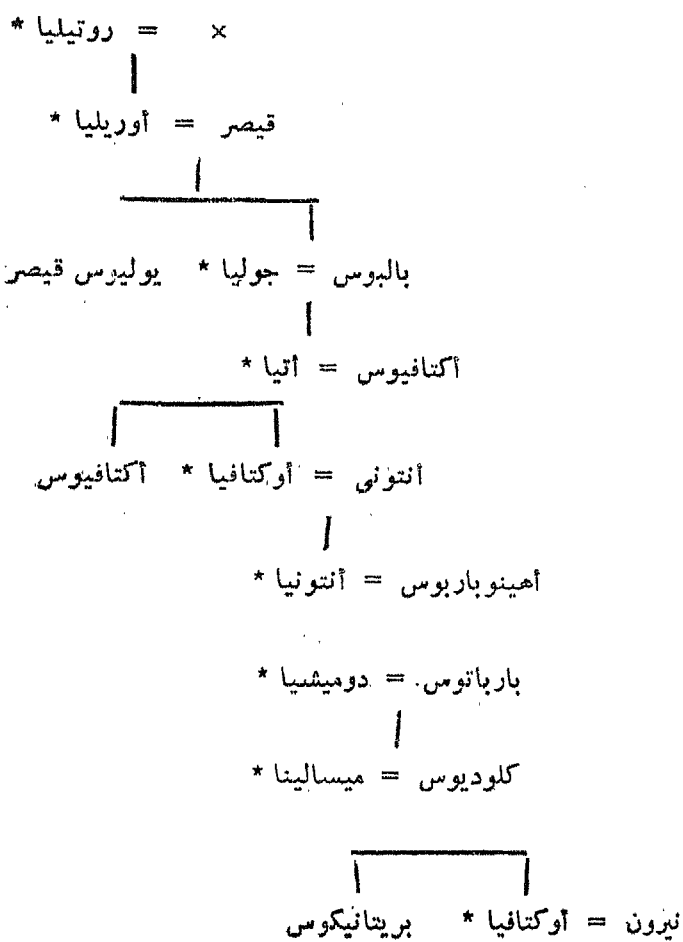 × = روتيليا *
قيصر = أوريليا *
بالبوس = جوليا * يوليوس قيصر
أكتافيوس = أتيا *
أنتونى = أوكتافيا * أكتافيوس
أهينوباربوس = أنتونيا *
بارباتوس. = دوميشيا *
كلوديوس = ميسالينا *
نيرون = أوكتافيا * بريتانيكوس